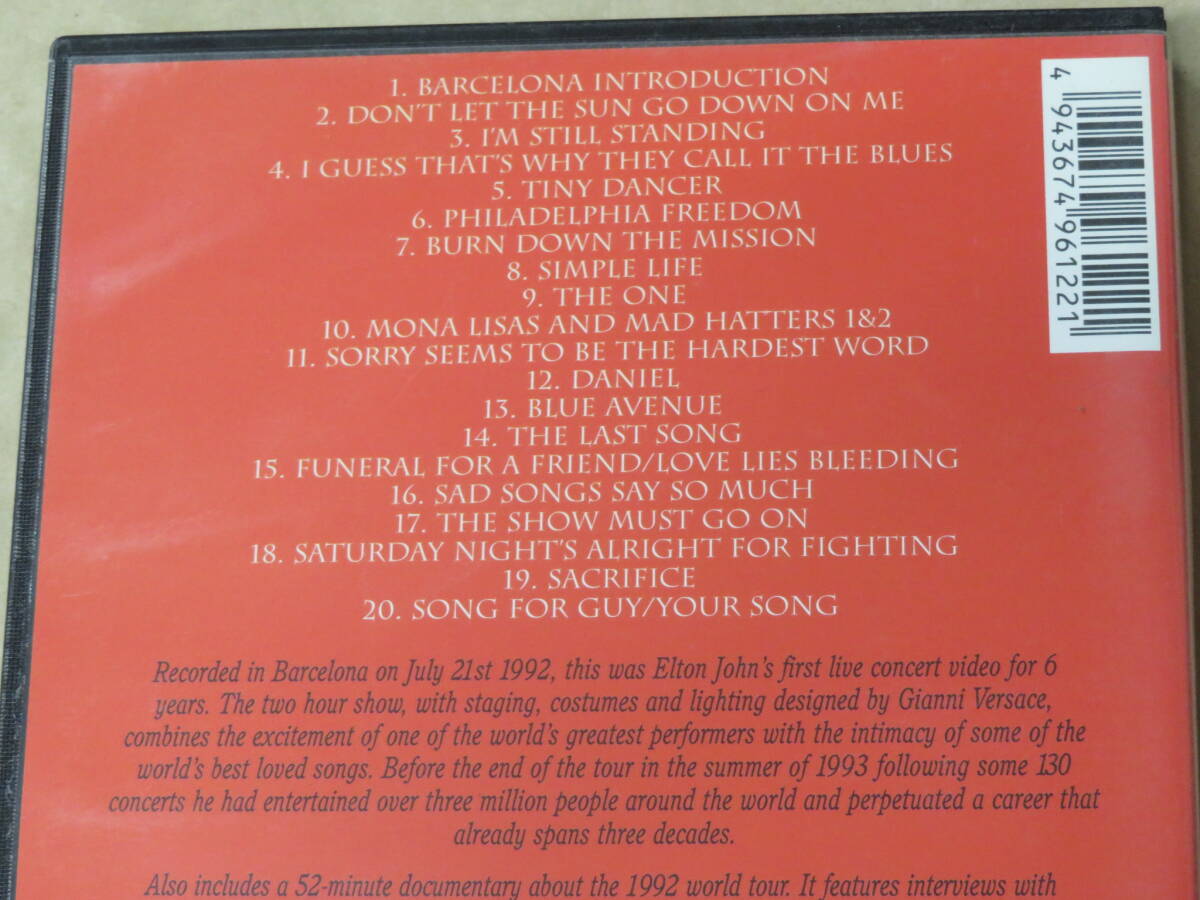 1. BARCELONA INTRODUCTION
2. DON'T LET THE SUN GO DOWN ON ME
3. I'M STILL STANDING
4. I GUESS THAT'S WHY THEY CALL IT THE BLUES
5. TINY DANCER
6. PHILADELPHIA FREEDOM
7. BURN DOWN THE MISSION
8. SIMPLE LIFE
9. THE ONE
10. MONA LISAS AND MAD HATTERS 1&2
11. SORRY SEEMS TO BE THE HARDEST WORD
12. DANIEL
13. BLUE AVENUE
14. THE LAST SONG
15. FUNERAL FOR A FRIEND/LOVE LIES BLEEDING
16. SAD SONGS SAY SO MUCH
17. THE SHOW MUST GO ON
18. SATURDAY NIGHT'S ALRIGHT FOR FIGHTING
19. SACRIFICE
20. SONG FOR GUY/YOUR SONG
4 943674 961221
Recorded in Barcelona on July 21st 1992, this was Elton John's first live concert video for 6
years. The two hour show, with staging, costumes and lighting designed by Gianni Versace,
combines the excitement of one of the world's greatest performers with the intimacy of some of the
world's best loved songs. Before the end of the tour in the summer of 1993 following some 130
concerts he had entertained over three million people around the world and perpetuated a career that
already spans three decades.
Also includes a 52-minute documentary about the 1992 world tour. It features interviews with